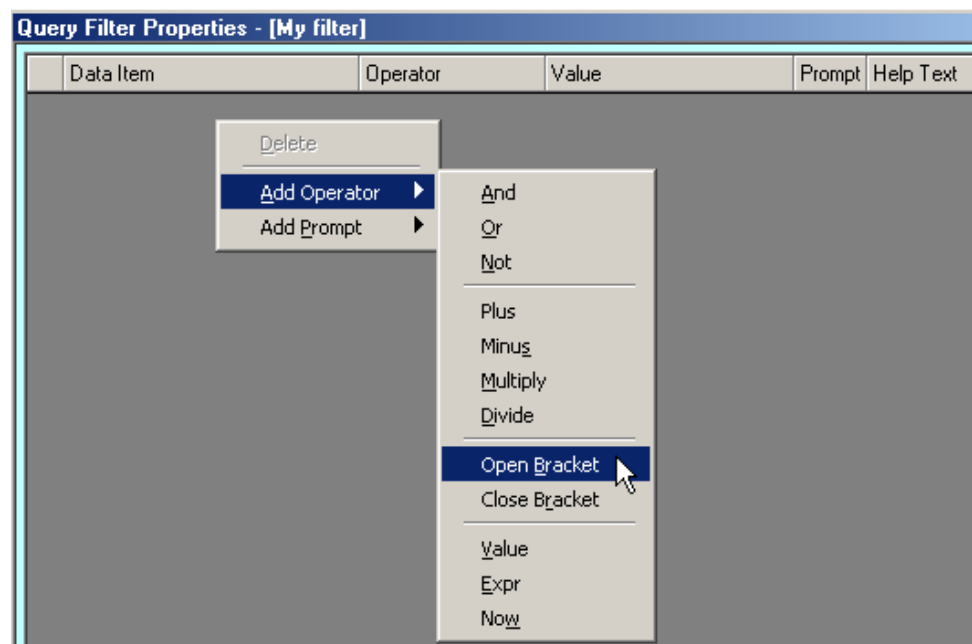 Query Filter Properties - [My filter]
Data Item Operator Value Prompt Help Text
Delete
Add Operator
Add Prompt
And
Or
Not
Plus
Minus
Multiply
Divide
Open Bracket
Close Bracket
Value
Expr
Now